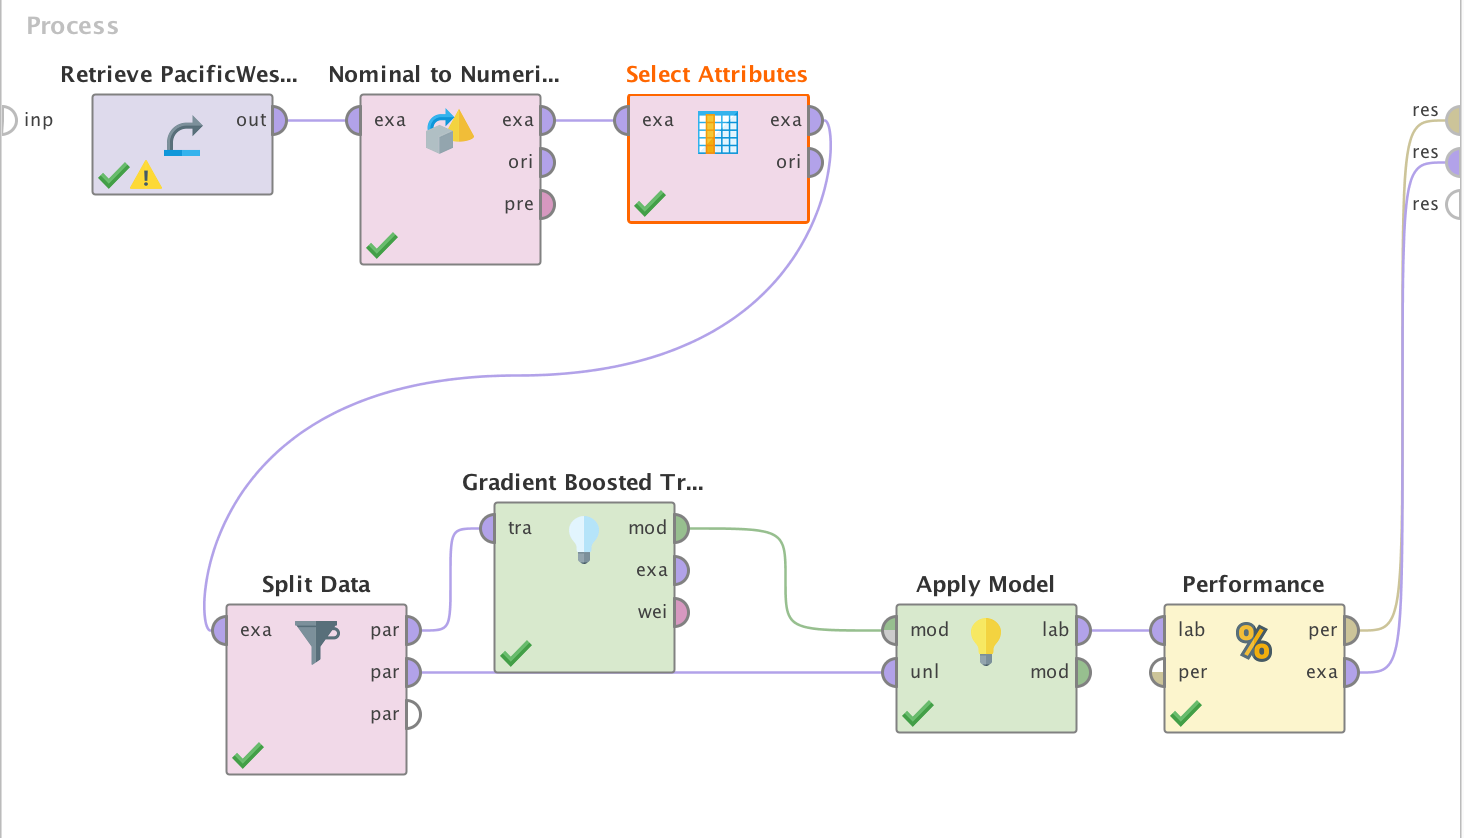 Process
Retrieve PacificWes...
Nominal to Numeri...
Select Attributes
inp
out
exa
exa
ori
pre
exa
exa
ori
res
res
res
Gradient Boosted Tr...
tra
mod
exa
wei
Split Data
exa
par
par
par
Apply Model
mod
lab
unl
mod
Performance
lab
per
per
exa
%